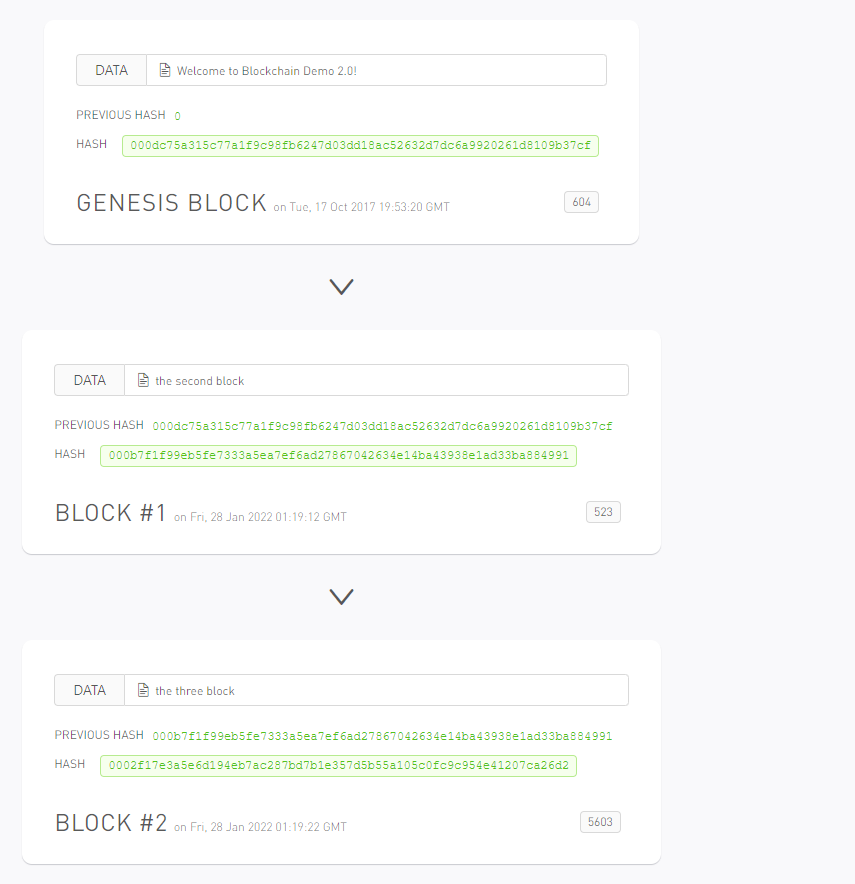 DATA Welcome to Blockchain Demo 2.0!
PREVIOUS HASH 0
HASH 000dc75a315c77a1f9c98fb6247d03dd18ac52632d7dc6a9920261d8109b37cf
GENESIS BLOCK on Tue, 17 Oct 2017 19:53:20 GMT 604
DATA the second block
PREVIOUS HASH 000dc75a315c77a1f9c98fb6247d03dd18ac52632d7dc6a9920261d8109b37cf
HASH 000b7f1f99eb5fe7333a5ea7ef6ad27867042634e14ba43938e1ad33ba884991
BLOCK #1 on Fri, 28 Jan 2022 01:19:12 GMT 523
DATA the three block
PREVIOUS HASH 000b7f1f99eb5fe7333a5ea7ef6ad27867042634e14ba43938e1ad33ba884991
HASH 0002f17e3a5e6d194eb7ac287bd7b1e357d5b55a105c0fc9c954e41207ca26d2
BLOCK #2 on Fri, 28 Jan 2022 01:19:22 GMT 5603